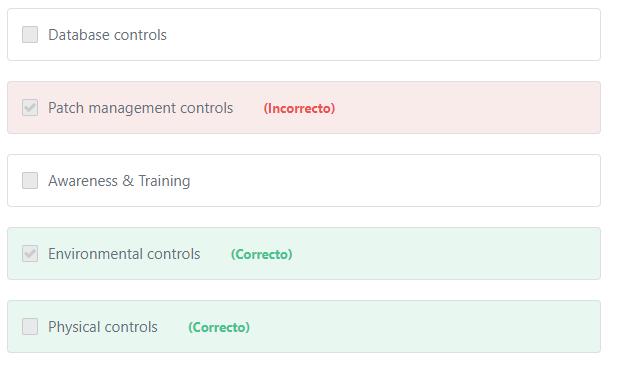 Database controls
Patch management controls (Incorrecto)
Awareness & Training
Environmental controls (Correcto)
Physical controls (Correcto)